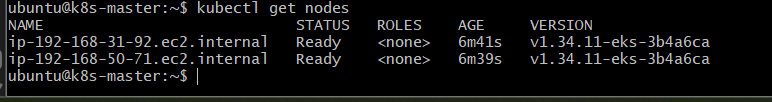 ubuntu@k8s-master:~$ kubectl get nodes
NAME STATUS ROLES AGE VERSION
ip-192-168-31-92.ec2.internal Ready <none> 6m41s v1.34.11-eks-3b4a6ca
ip-192-168-50-71.ec2.internal Ready <none> 6m39s v1.34.11-eks-3b4a6ca
ubuntu@k8s-master:~$